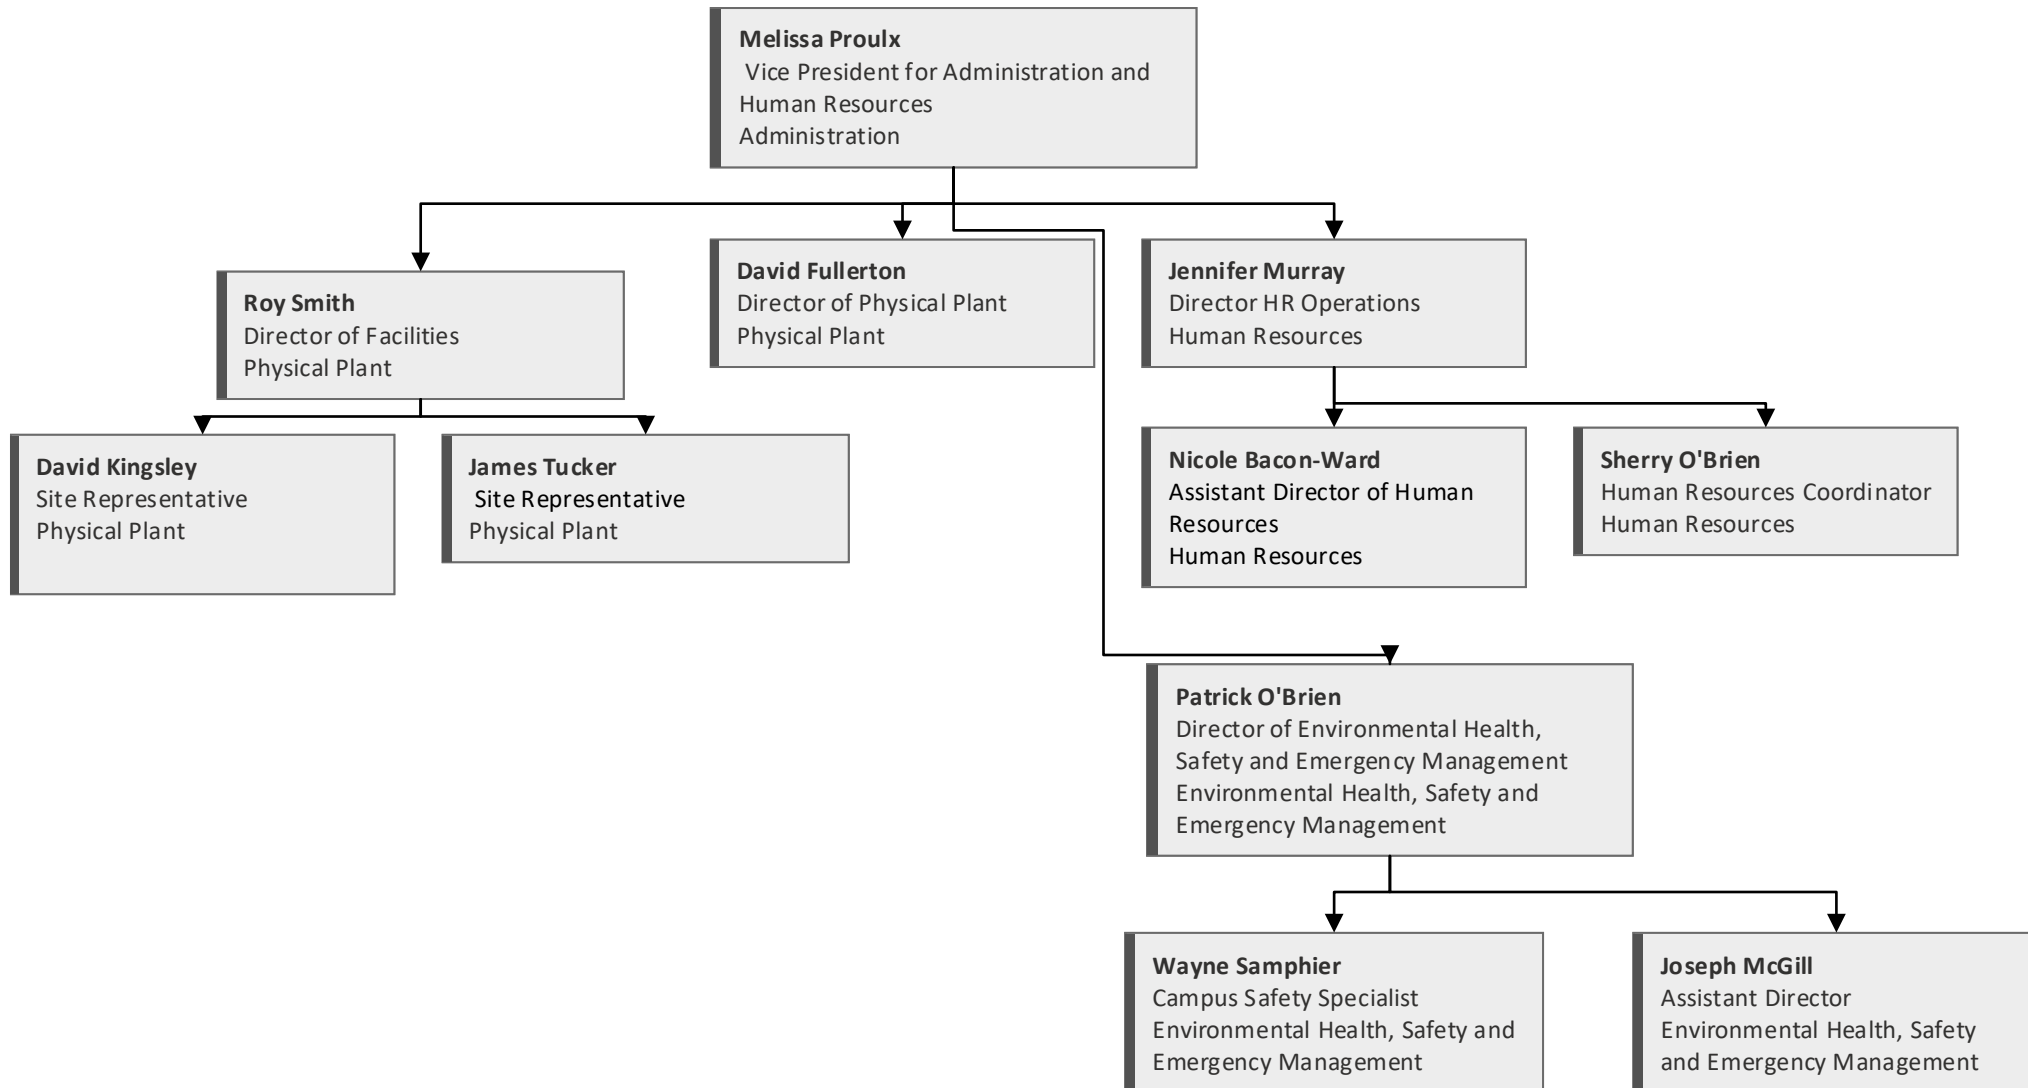 Melissa Proulx
Vice President for Administration and
Human Resources
Administration
Roy Smith
Director of Facilities
Physical Plant
David Fullerton
Director of Physical Plant
Physical Plant
Jennifer Murray
Director HR Operations
Human Resources
David Kingsley
Site Representative
Physical Plant
James Tucker
Site Representative
Physical Plant
Nicole Bacon-Ward
Assistant Director of Human
Resources
Human Resources
Sherry O'Brien
Human Resources Coordinator
Human Resources
Patrick O'Brien
Director of Environmental Health,
Safety and Emergency Management
Environmental Health, Safety and
Emergency Management
Wayne Samphier
Campus Safety Specialist
Environmental Health, Safety and
Emergency Management
Joseph McGill
Assistant Director
Environmental Health, Safety
and Emergency Management